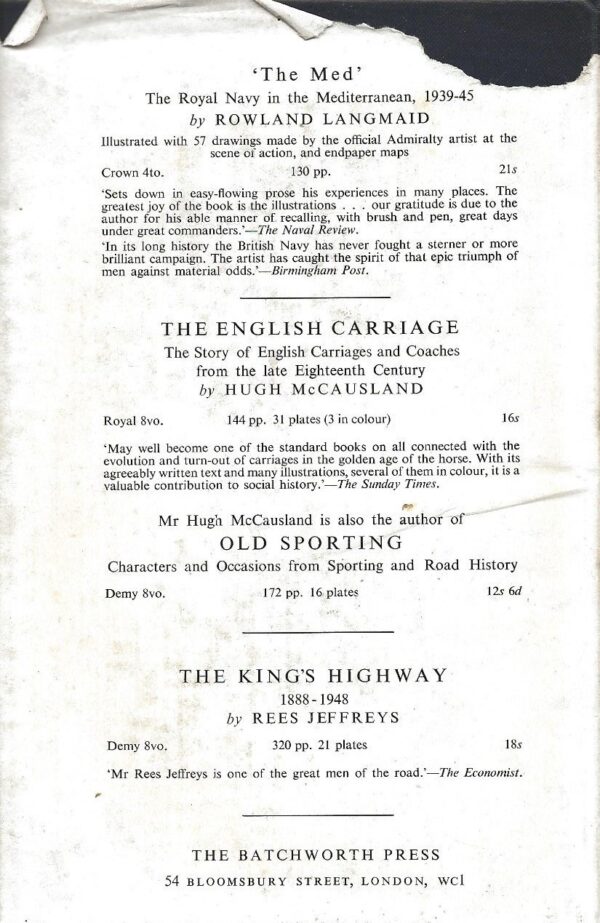 ‘The Med’
The Royal Navy in the Mediterranean, 1939-45
by ROWLAND LANGMAID
Illustrated with 57 drawings made by the official Admiralty artist at the
scene of action, and endpaper maps
Crown 4to. 130 pp. 21s
‘Sets down in easy-flowing prose his experiences in many places. The
greatest joy of the book is the illustrations . . . our gratitude is due to the
author for his able manner of recalling, with brush and pen, great days
under great commanders.’—The Naval Review.
‘In its long history the British Navy has never fought a sterner or more
brilliant campaign. The artist has caught the spirit of that epic triumph of
men against material odds.’—Birmingham Post.
THE ENGLISH CARRIAGE
The Story of English Carriages and Coaches
from the late Eighteenth Century
by HUGH McCAUSLAND
Royal 8vo. 144 pp. 31 plates (3 in colour) 16s
‘May well become one of the standard books on all connected with the
evolution and turn-out of carriages in the golden age of the horse. With its
agreeably written text and many illustrations, several of them in colour, it is a
valuable contribution to social history.’—The Sunday Times.
Mr Hugh McCausland is also the author of
OLD SPORTING
Characters and Occasions from Sporting and Road History
Demy 8vo. 172 pp. 16 plates 12s 6d
THE KING'S HIGHWAY
1888-1948
by REES JEFFREYS
Demy 8vo. 320 pp. 21 plates 18s
‘Mr Rees Jeffreys is one of the great men of the road.’—The Economist.
THE BATCHWORTH PRESS
54 BLOOMSBURY STREET, LONDON, WC1